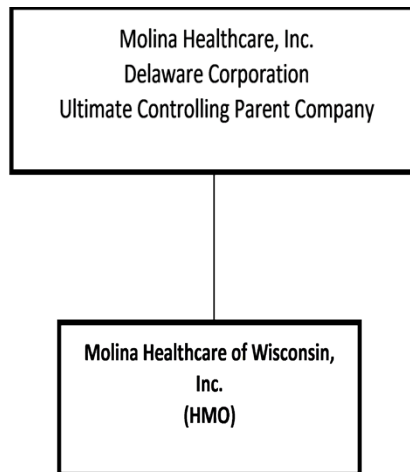 Molina Healthcare, Inc.
Delaware Corporation
Ultimate Controlling Parent Company
Molina Healthcare of Wisconsin,
Inc.
(HMO)